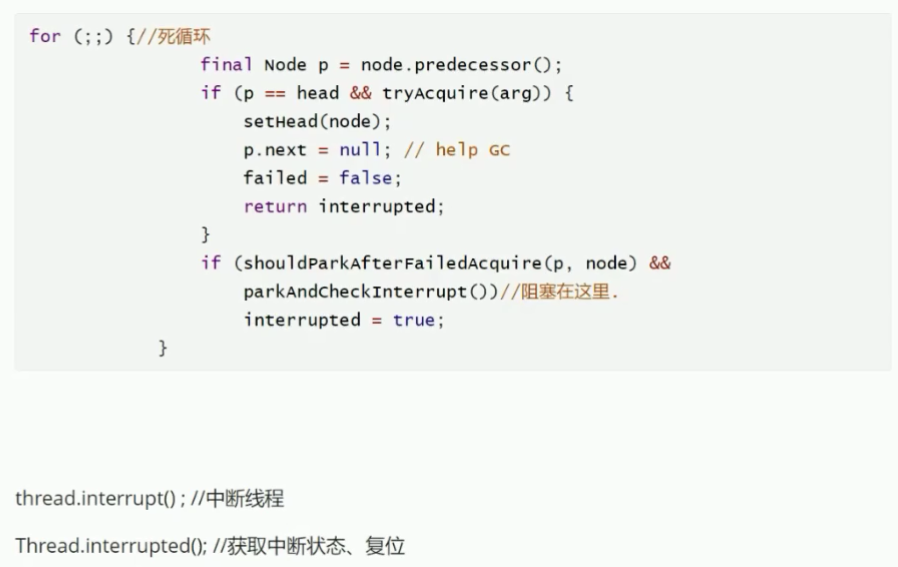 for (;;) {//死循环
final Node p = node.predecessor();
if (p == head && tryAcquire(arg)) {
setHead(node);
p.next = null; // help GC
failed = false;
return interrupted;
}
if (shouldParkAfterFailedAcquire(p, node) &&
parkAndCheckInterrupt())//阻塞在这里.
interrupted = true;
}
thread.interrupt() ; //中断线程
Thread.interrupted(); //获取中断状态、复位